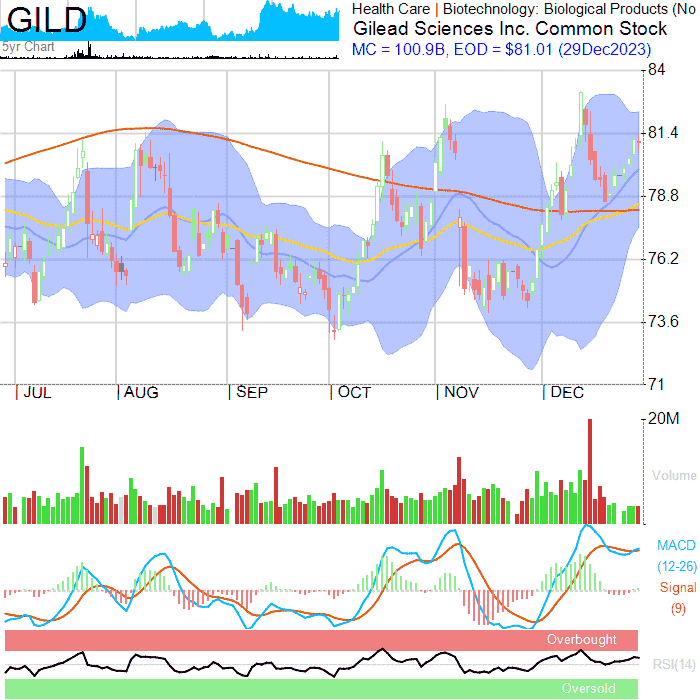 GILD
5yr Chart
Health Care | Biotechnology: Biological Products (No
Gilead Sciences Inc. Common Stock
MC = 100.9B, EOD = $81.01 (29Dec2023)
84
81.4
78.8
76.2
73.6
71
JUL AUG SEP OCT NOV DEC
20M
Volume
MACD
(12-26)
Signal
(9)
Overbought
RSI(14)
Oversold